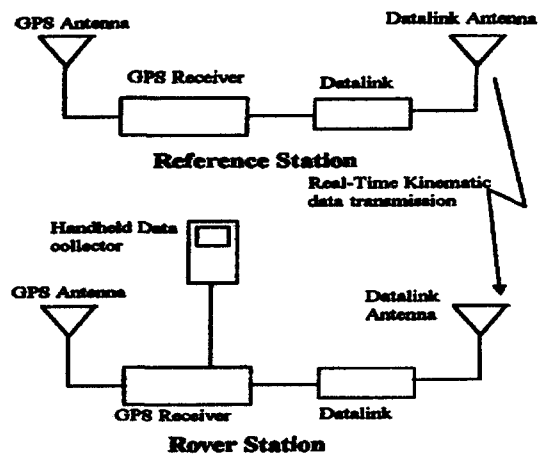 GPS Antenna
Datalink Antenna
GPS Receiver
Datalink
Reference Station
Real-Time Kinematic
data transmission
Handheld Data
collector
GPS Antenna
Datalink
Antenna
GPS Receiver
Datalink
Rover Station